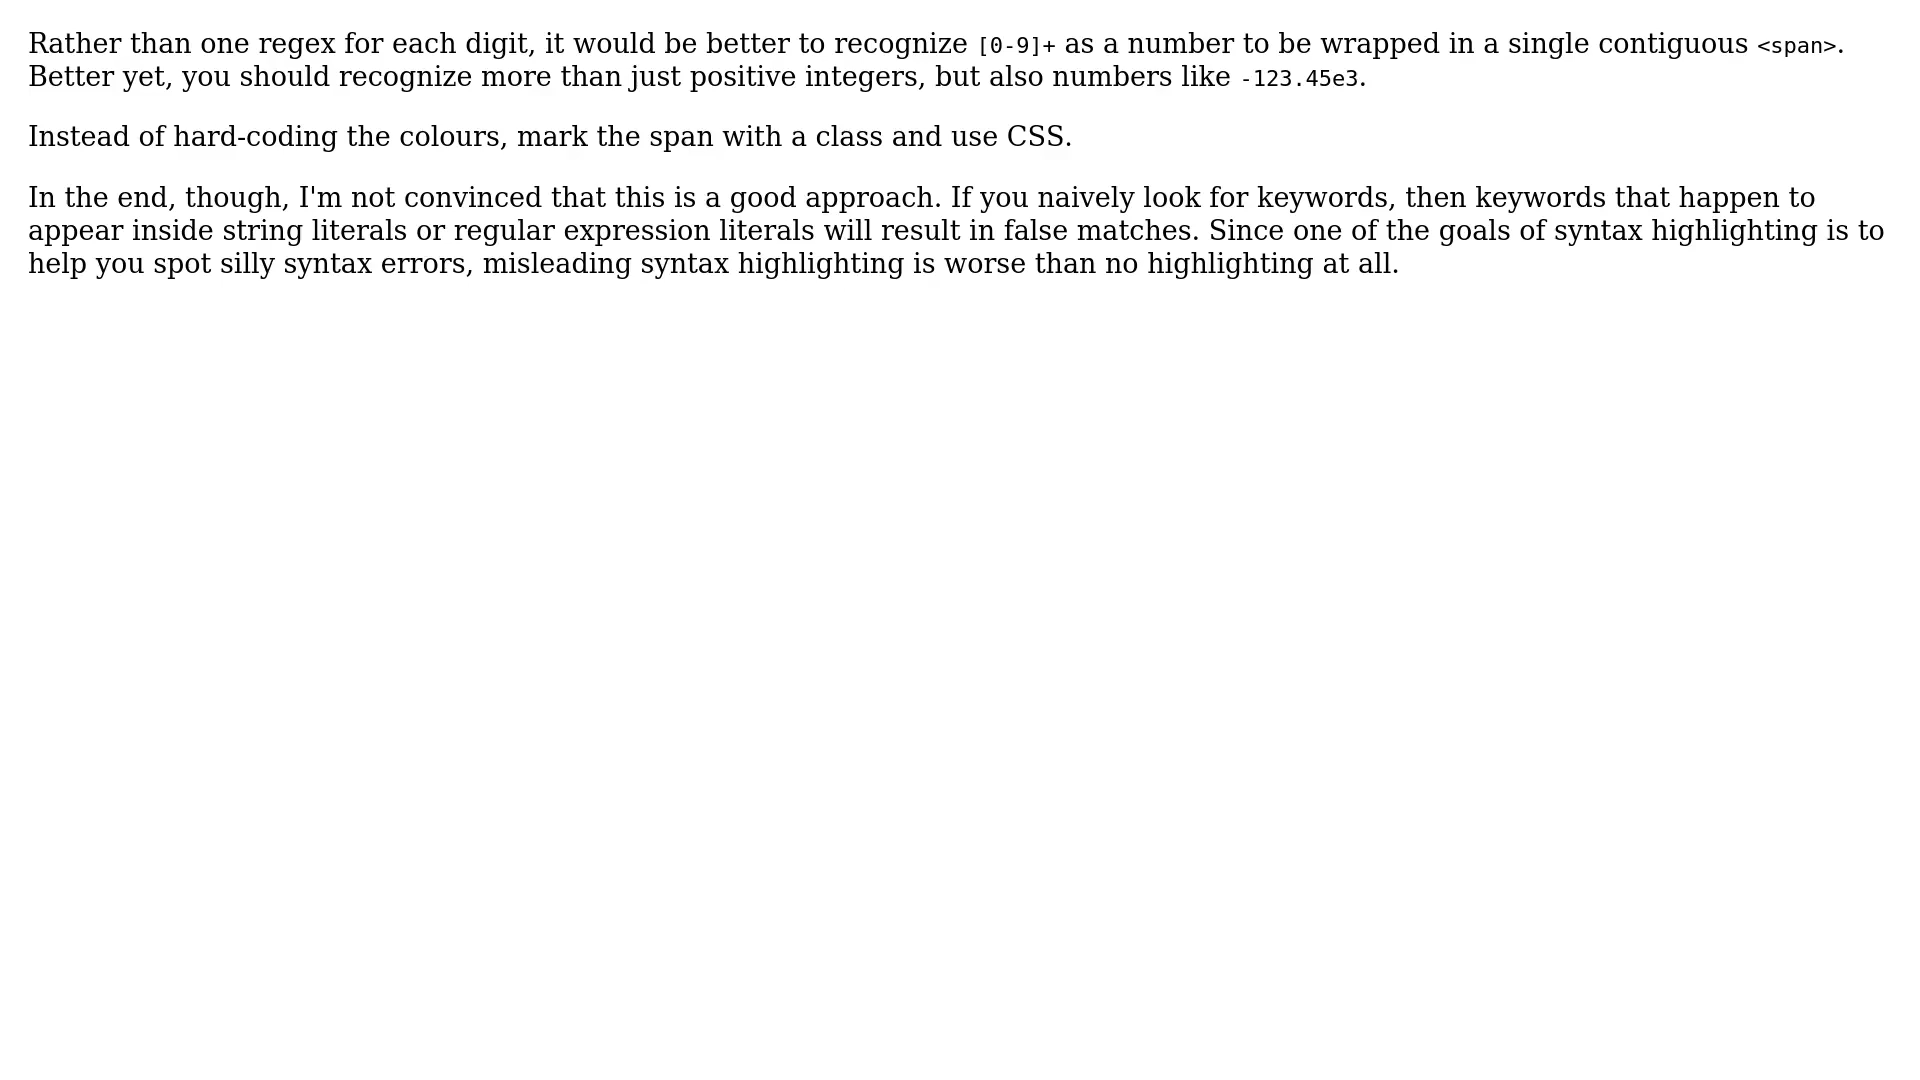 Rather than one regex for each digit, it would be better to recognize [0-9]+ as a number to be wrapped in a single contiguous <span>.
Better yet, you should recognize more than just positive integers, but also numbers like -123.45e3.
Instead of hard-coding the colours, mark the span with a class and use CSS.
In the end, though, I'm not convinced that this is a good approach. If you naively look for keywords, then keywords that happen to
appear inside string literals or regular expression literals will result in false matches. Since one of the goals of syntax highlighting is to
help you spot silly syntax errors, misleading syntax highlighting is worse than no highlighting at all.